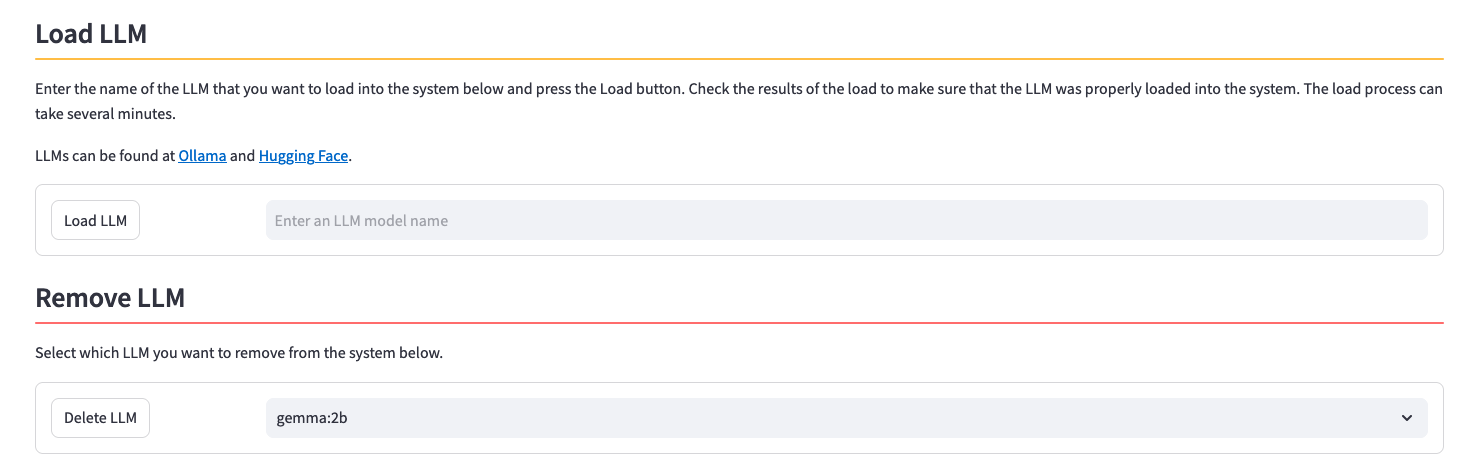 Load LLM
Enter the name of the LLM that you want to load into the system below and press the Load button. Check the results of the load to make sure that the LLM was properly loaded into the system. The load process can
take several minutes.
LLMs can be found at Ollama and Hugging Face.
Load LLM
Enter an LLM model name
Remove LLM
Select which LLM you want to remove from the system below.
Delete LLM
gemma:2b